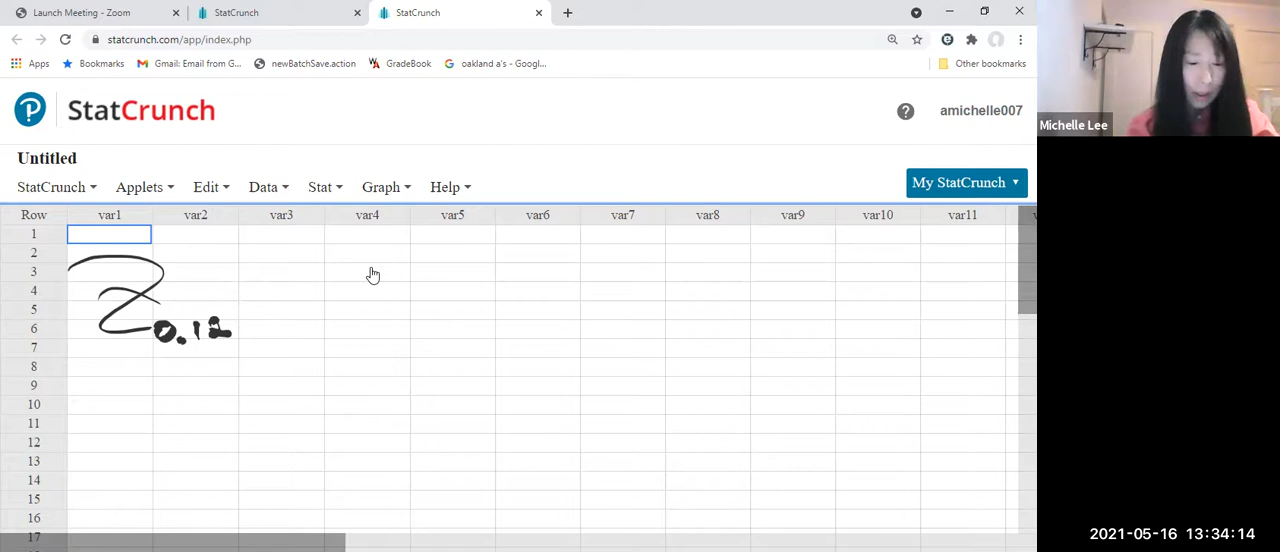 Launch Meeting - Zoom
StatCrunch
StatCrunch
statcrunch.com/app/index.php
Apps
Bookmarks
Gmail: Email from G...
newBatchSave.action
GradeBook
oakland a's - Googl...
Other bookmarks
StatCrunch
amichelle007
Untitled
StatCrunch
Applets
Edit
Data
Stat
Graph
Help
My StatCrunch
Row var1 var2 var3 var4 var5 var6 var7 var8 var9 var10 var11
1
2
3
4
5
6
7
8
9
10
11
12
13
14
15
16
17
Z0.12
Michelle Lee
2021-05-16 13:34:14